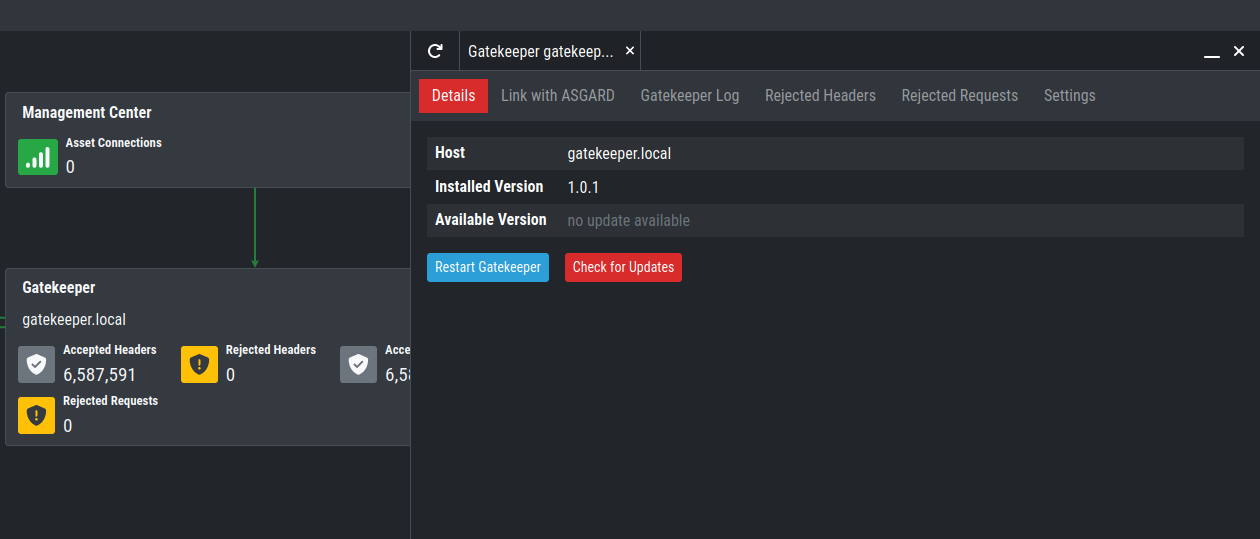 Management Center
Asset Connections
0
Gatekeeper
gatekeeper.local
Accepted Headers
6,587,591
Rejected Headers
0
Acce
6,58
Rejected Requests
0
Gatekeeper gatekeep...
Details Link with ASGARD Gatekeeper Log Rejected Headers Rejected Requests Settings
Host gatekeeper.local
Installed Version 1.0.1
Available Version no update available
Restart Gatekeeper Check for Updates